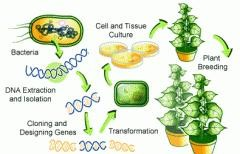 Cell and Tissue
Culture
Bacteria
Plant
Breeding
DNA Extraction
and Isolation
Cloning and
Designing Genes
Transformation